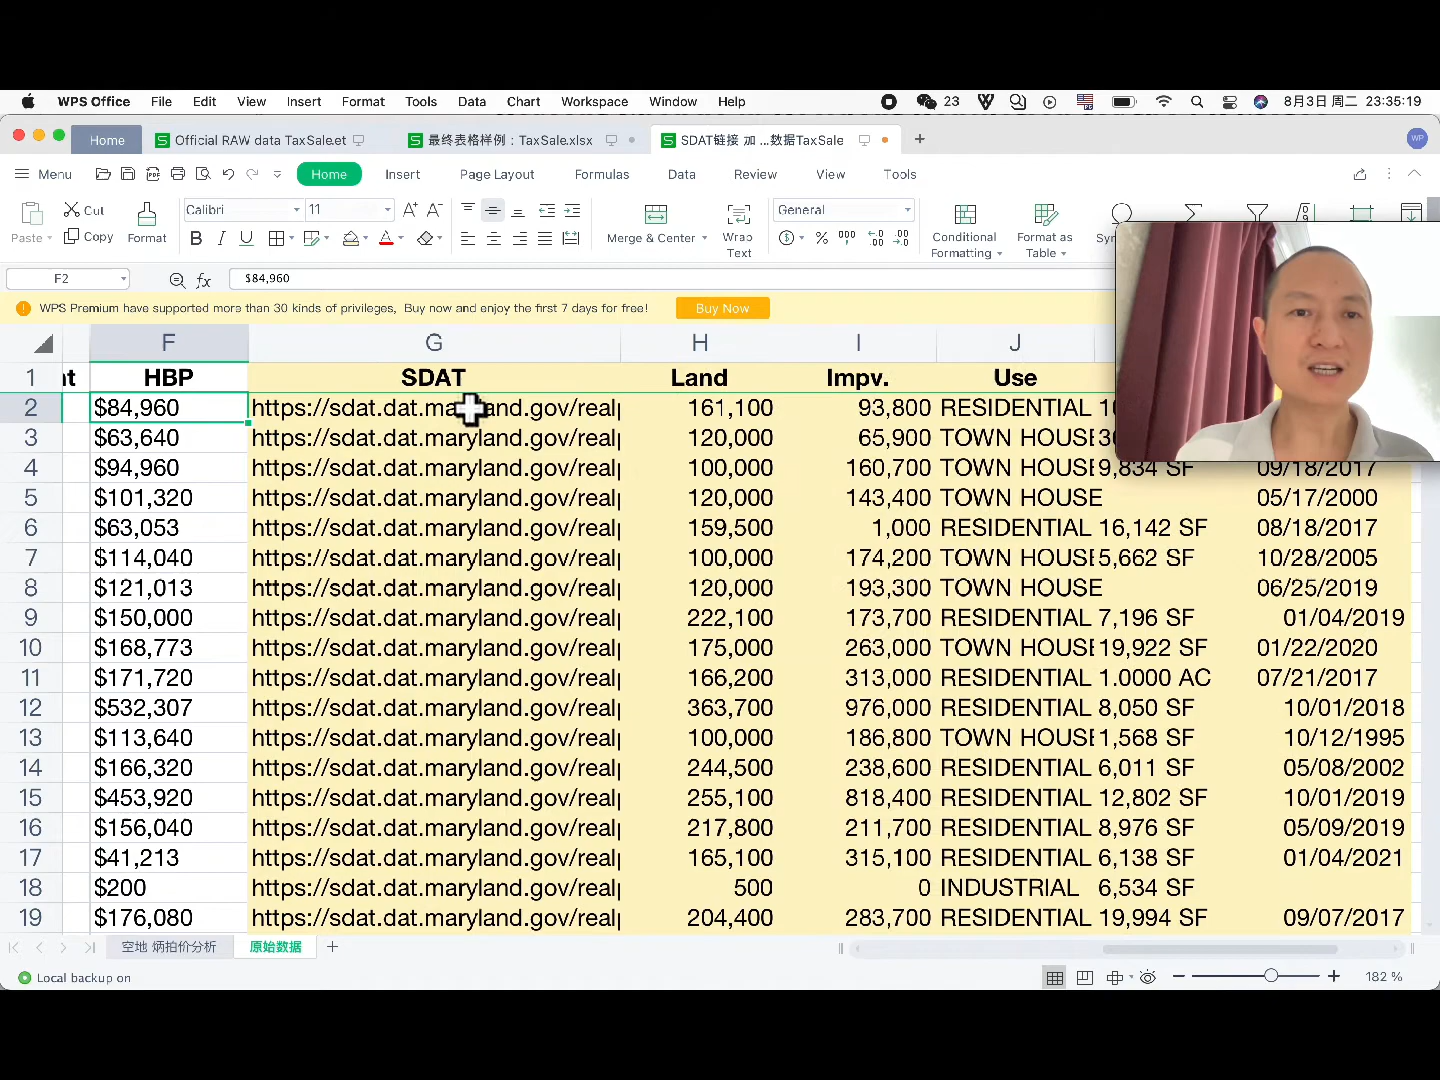 WPS Office File Edit View Insert Format Tools Data Chart Workspace Window Help 23 8月3日 周二 23:35:19
Home Official RAW data TaxSale.et 最终表格样例：TaxSale.xlsx SDAT链接 加 ...数据TaxSale WP
Menu Home Insert Page Layout Formulas Data Review View Tools
Cut Calibri 11 General
Paste Copy Format Merge & Center Wrap Text Conditional Formatting Format as Table
F2 fx $84,960
WPS Premium have supported more than 30 kinds of privileges, Buy now and enjoy the first 7 days for free! Buy Now
F G H I J
1 HBP SDAT Land Impv. Use
2 $84,960 161,100 93,800 RESIDENTIAL
3 $63,640 https://sdat.dat.maryland.gov/real 120,000 65,900 TOWN HOUSE
4 $94,960 https://sdat.dat.maryland.gov/real 100,000 160,700 TOWN HOUSE 9,834 SF 09/18/2017
5 $101,320 https://sdat.dat.maryland.gov/real 120,000 143,400 TOWN HOUSE 05/17/2000
6 $63,053 https://sdat.dat.maryland.gov/real 159,500 1,000 RESIDENTIAL 16,142 SF 08/18/2017
7 $114,040 https://sdat.dat.maryland.gov/real 100,000 174,200 TOWN HOUSE 5,662 SF 10/28/2005
8 $121,013 https://sdat.dat.maryland.gov/real 120,000 193,300 TOWN HOUSE 06/25/2019
9 $150,000 https://sdat.dat.maryland.gov/real 222,100 173,700 RESIDENTIAL 7,196 SF 01/04/2019
10 $168,773 https://sdat.dat.maryland.gov/real 175,000 263,000 TOWN HOUSE 19,922 SF 01/22/2020
11 $171,720 https://sdat.dat.maryland.gov/real 166,200 313,000 RESIDENTIAL 1.0000 AC 07/21/2017
12 $532,307 https://sdat.dat.maryland.gov/real 363,700 976,000 RESIDENTIAL 8,050 SF 10/01/2018
13 $113,640 https://sdat.dat.maryland.gov/real 100,000 186,800 TOWN HOUSE 1,568 SF 10/12/1995
14 $166,320 https://sdat.dat.maryland.gov/real 244,500 238,600 RESIDENTIAL 6,011 SF 05/08/2002
15 $453,920 https://sdat.dat.maryland.gov/real 255,100 818,400 RESIDENTIAL 12,802 SF 10/01/2019
16 $156,040 https://sdat.dat.maryland.gov/real 217,800 211,700 RESIDENTIAL 8,976 SF 05/09/2019
17 $41,213 https://sdat.dat.maryland.gov/real 165,100 315,100 RESIDENTIAL 6,138 SF 01/04/2021
18 $200 https://sdat.dat.maryland.gov/real 500 0 INDUSTRIAL 6,534 SF
19 $176,080 https://sdat.dat.maryland.gov/real 204,400 283,700 RESIDENTIAL 19,994 SF 09/07/2017
空地 炳拍价分析 原始数据
Local backup on 182 %